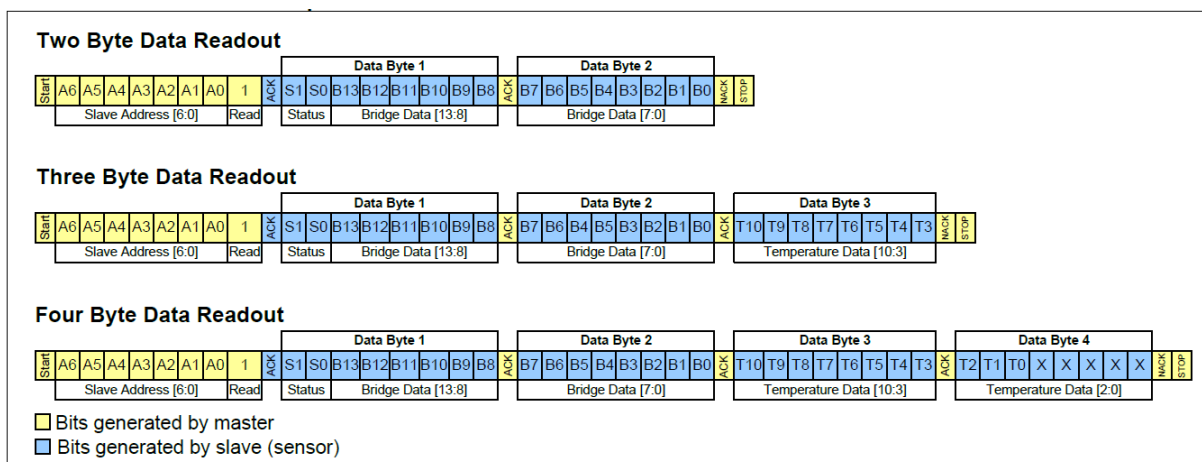 Two Byte Data Readout
Data Byte 1 Data Byte 2
Start A6 A5 A4 A3 A2 A1 A0 1 ACK S1 S0 B13 B12 B11 B10 B9 B8 ACK B7 B6 B5 B4 B3 B2 B1 B0 NACK STOP
Slave Address [6:0] Read Status Bridge Data [13:8] Bridge Data [7:0]
Three Byte Data Readout
Data Byte 1 Data Byte 2 Data Byte 3
Start A6 A5 A4 A3 A2 A1 A0 1 ACK S1 S0 B13 B12 B11 B10 B9 B8 ACK B7 B6 B4 B5 B3 B2 B1 B0 ACK T10 T9 T8 T7 T6 T5 T4 T3 NACK STOP
Slave Address [6:0] Read Status Bridge Data [13:8] Bridge Data [7:0] Temperature Data [10:3]
Four Byte Data Readout
Data Byte 1 Data Byte 2 Data Byte 3 Data Byte 4
Start A6 A5 A4 A3 A2 A1 A0 1 ACK S1 S0 B13 B12 B11 B10 B9 B8 ACK B7 B6 B5 B4 B3 B2 B1 B0 ACK T10 T9 T8 T7 T6 T5 T4 T3 ACK T2 T1 T0 X X X X X NACK STOP
Slave Address [6:0] Read Status Bridge Data [13:8] Bridge Data [7:0] Temperature Data [10:3] Temperature Data [2:0]
Bits generated by master
Bits generated by slave (sensor)